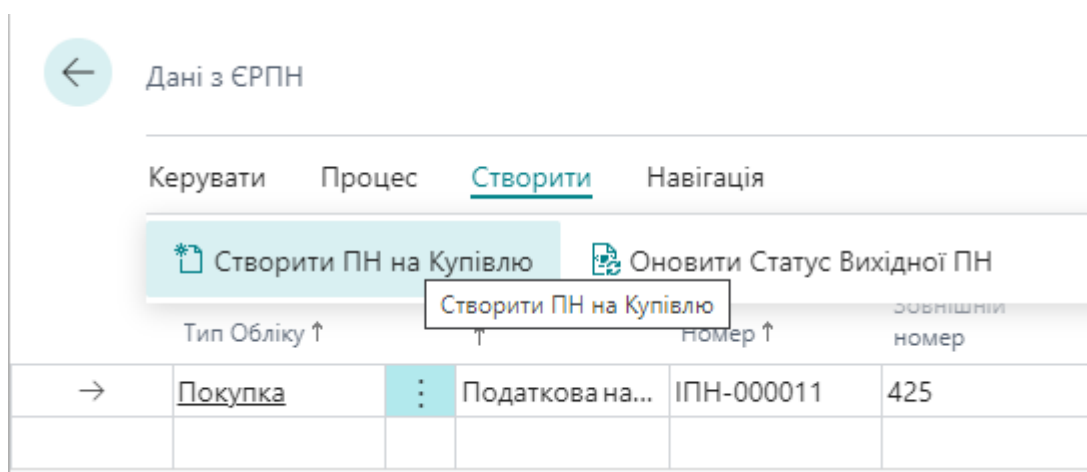 Дані з ЄРПН
Керувати Процес Створити Навігація
Створити ПН на Купівлю Оновити Статус Вихідної ПН
Створити ПН на Купівлю
Тип Обліку ↑ ↑ Номер ↑ Зовнішній номер
Покупка Податкова на... ІПН-000011 425